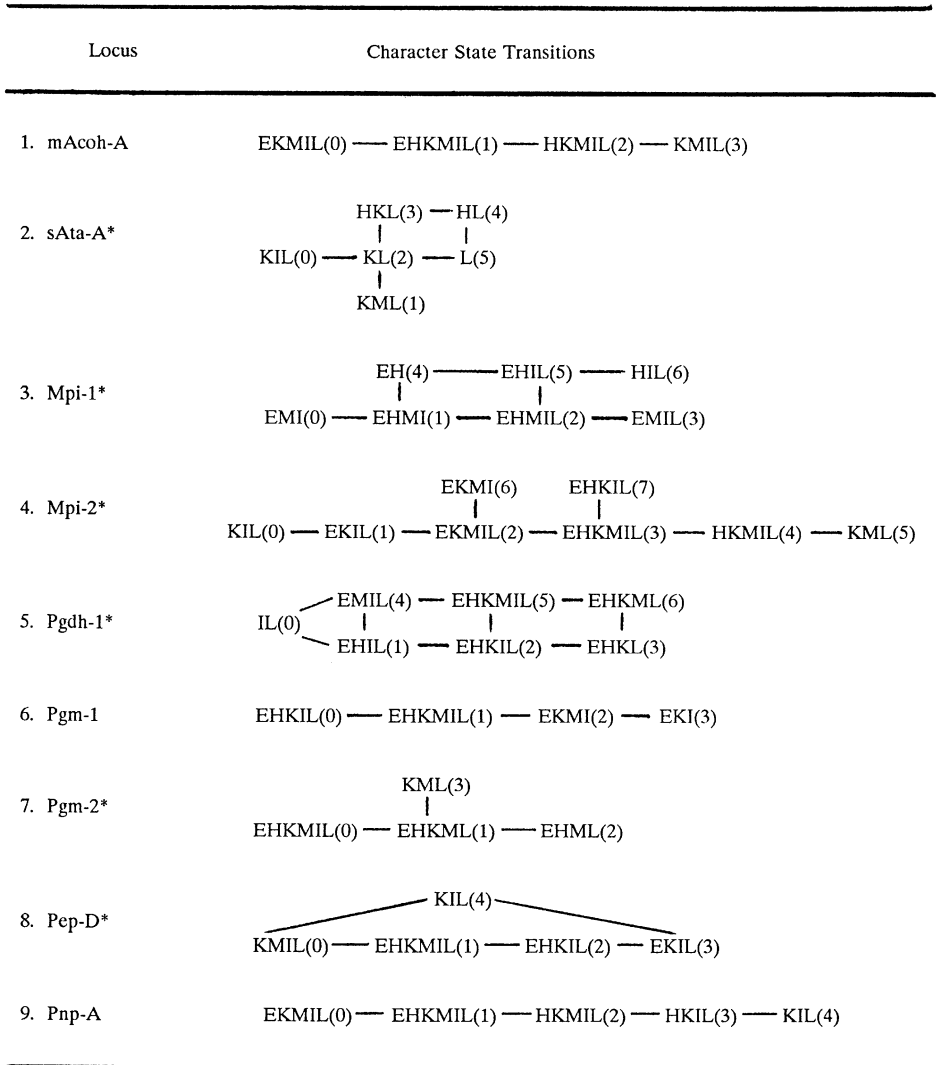 Locus Character State Transitions
1. mAcoh-A EKMIL(0) — EHKMIL(1) — HKMIL(2) — KMIL(3)
HKL(3) — HL(4)
2. sAta-A* KIL(0) — KL(2) — L(5)
KML(1)
EH(4) — EHIL(5) — HIL(6)
3. Mpi-1*
EMI(0) — EHMI(1) — EHMIL(2) — EMIL(3)
EKMI(6) EHKIL(7)
4. Mpi-2*
KIL(0) — EKIL(1) — EKMIL(2) — EHKMIL(3) — HKMIL(4) — KML(5)
EMIL(4) — EHKMIL(5) — EHKML(6)
5. Pgdh-1* IL(0)
EHIL(1) — EHKIL(2) — EHKL(3)
6. Pgm-1 EHKIL(0) — EHKMIL(1) — EKMI(2) — EKI(3)
KML(3)
7. Pgm-2*
EHKMIL(0) — EHKML(1) — EHML(2)
KIL(4)
8. Pep-D*
KMIL(0) — EHKMIL(1) — EHKIL(2) — EKIL(3)
9. Pnp-A EKMIL(0) — EHKMIL(1) — HKMIL(2) — HKIL(3) — KIL(4)